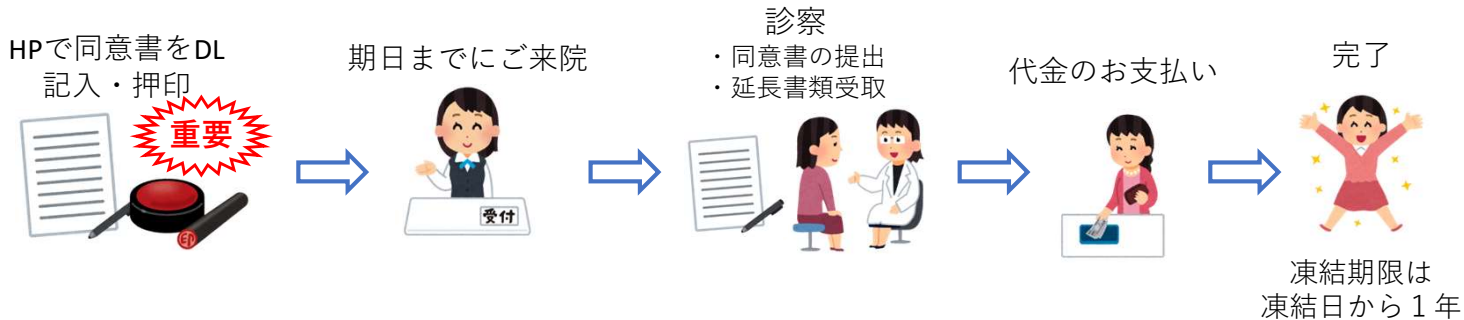 HPで同意書をDL
記入・押印
重要
期日までにご来院
受付
診察
・同意書の提出
・延長書類受取
代金のお支払い
完了
凍結期限は
凍結日から１年